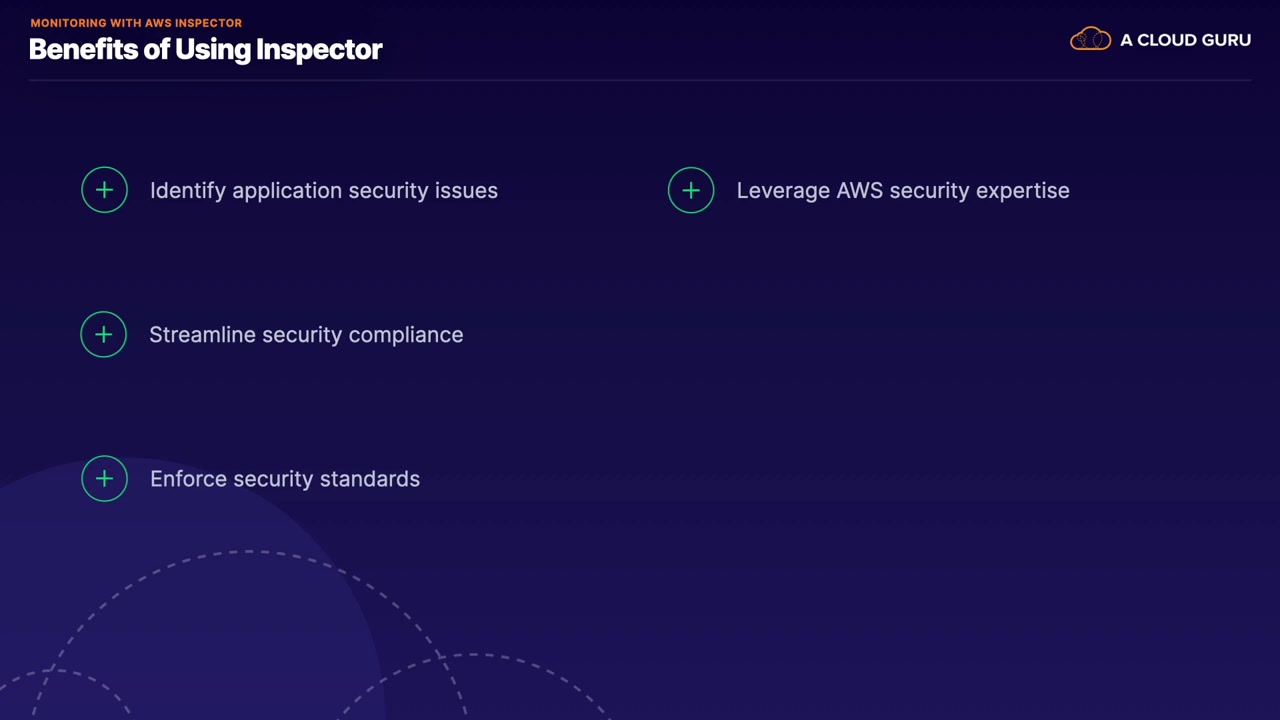 MONITORING WITH AWS INSPECTOR
Benefits of Using Inspector
A CLOUD GURU
Identify application security issues
Leverage AWS security expertise
Streamline security compliance
Enforce security standards